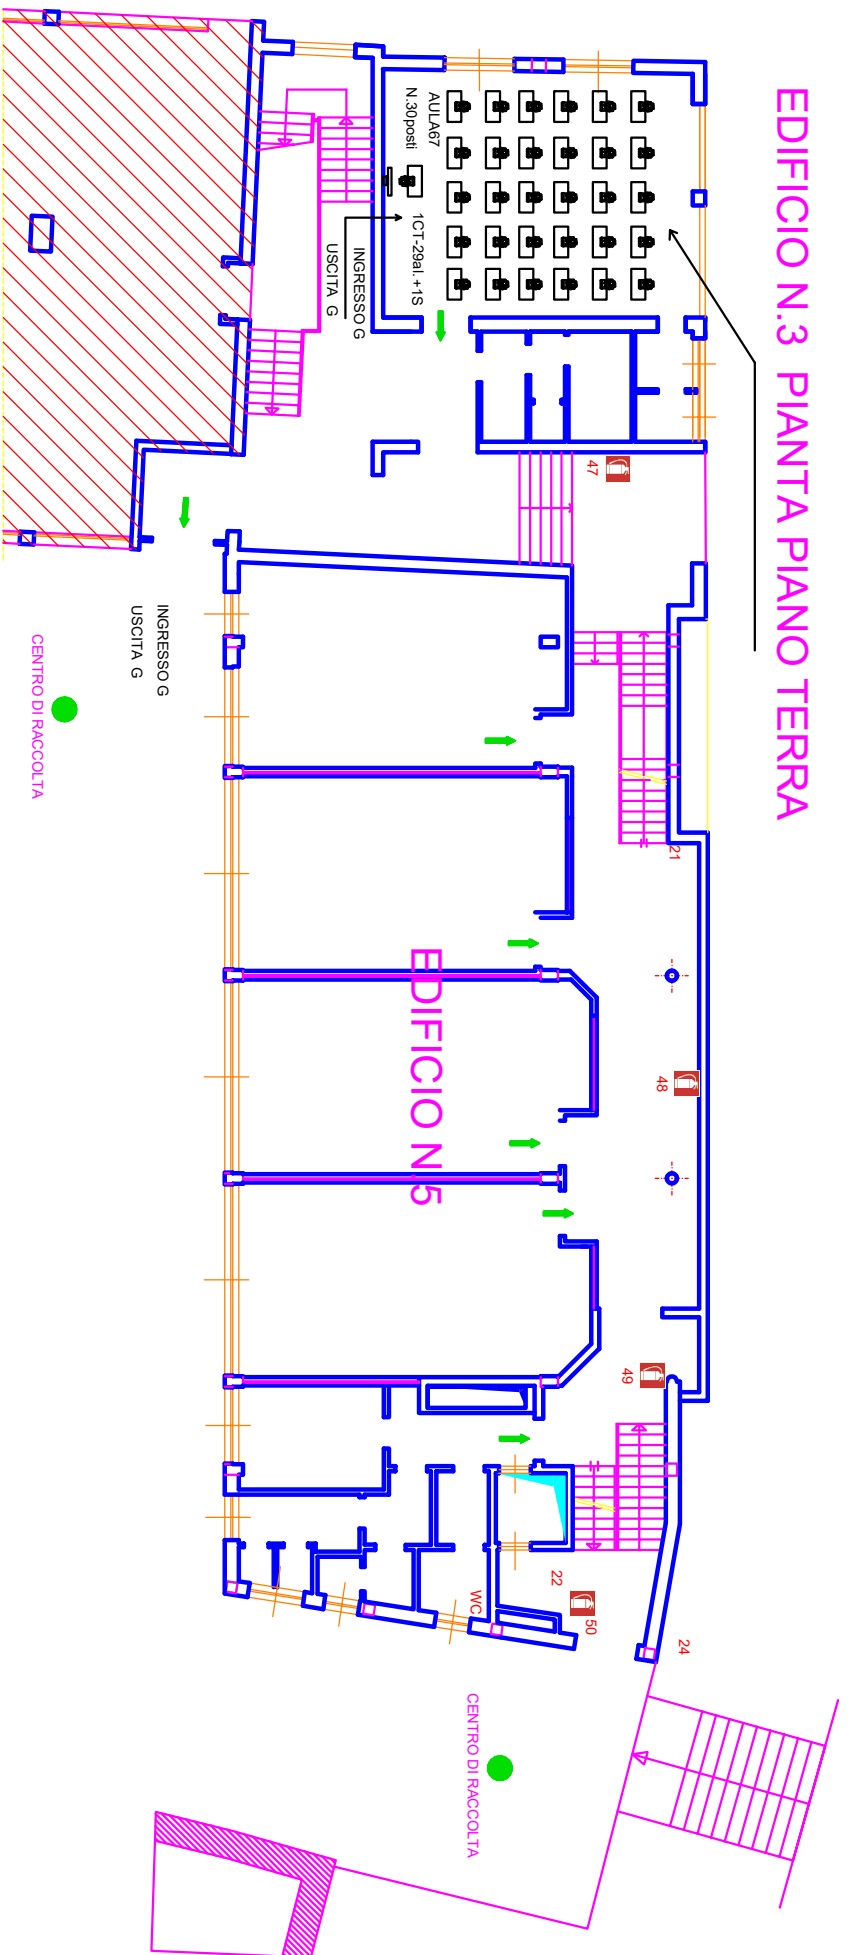 EDIFICIO N.3 PIANTA PIANO TERRA
AULA67
N.30posti
1CT-29al.+1S
INGRESSO G
USCITA G
47
INGRESSO G
USCITA G
CENTRO DI RACCOLTA
21
EDIFICIO N.5
48
49
22
50
WC
24
CENTRO DI RACCOLTA